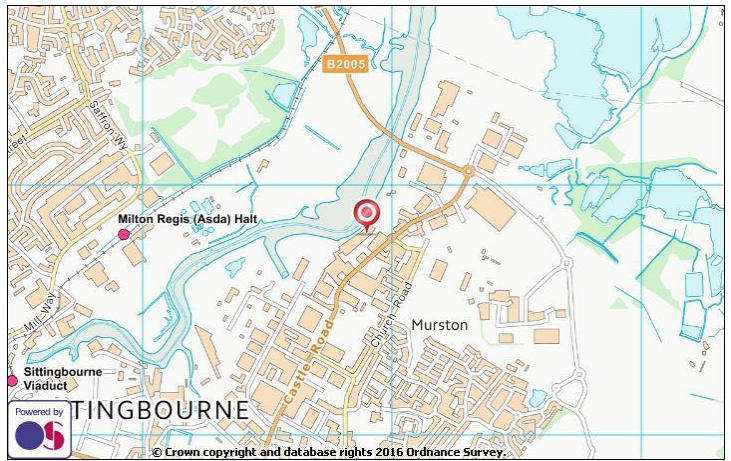 B2005
Saffron Wy
Milton Regis (Asda) Halt
Mill Way
Church Road
Murston
Castle Road
Sittingbourne
Viaduct
Powered by
OS
TINGBOURNE
© Crown copyright and database rights 2016 Ordnance Survey.